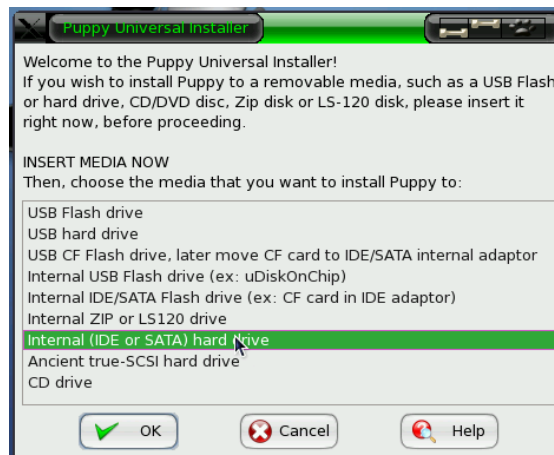 Puppy Universal Installer
Welcome to the Puppy Universal Installer!
If you wish to install Puppy to a removable media, such as a USB Flash
or hard drive, CD/DVD disc, Zip disk or LS-120 disk, please insert it
right now, before proceeding.
INSERT MEDIA NOW
Then, choose the media that you want to install Puppy to:
USB Flash drive
USB hard drive
USB CF Flash drive, later move CF card to IDE/SATA internal adaptor
Internal USB Flash drive (ex: uDiskOnChip)
Internal IDE/SATA Flash drive (ex: CF card in IDE adaptor)
Internal ZIP or LS120 drive
Internal (IDE or SATA) hard drive
Ancient true-SCSI hard drive
CD drive
OK Cancel Help